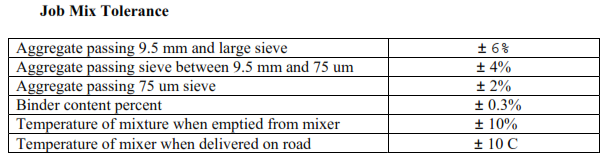 Job Mix Tolerance
Aggregate passing 9.5 mm and large sieve ± 6%
Aggregate passing sieve between 9.5 mm and 75 um ± 4%
Aggregate passing 75 um sieve ± 2%
Binder content percent ± 0.3%
Temperature of mixture when emptied from mixer ± 10%
Temperature of mixer when delivered on road ± 10 C